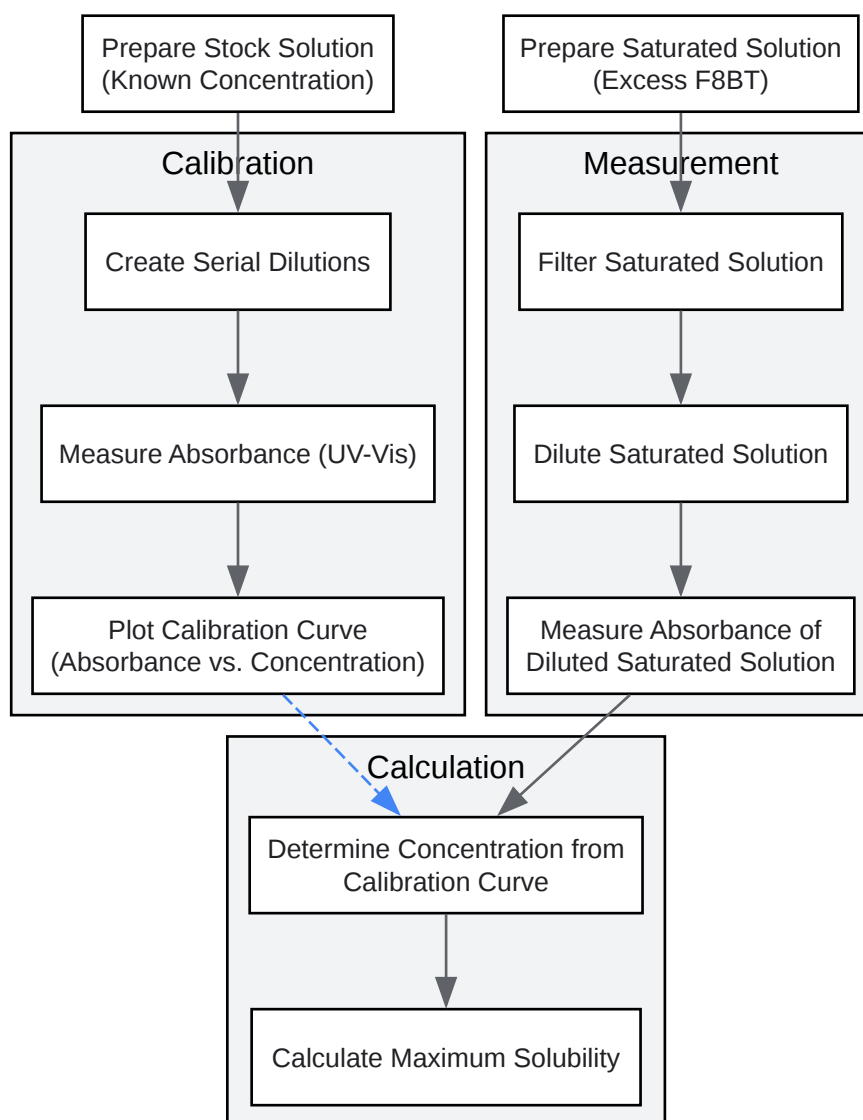 Prepare Stock Solution
(Known Concentration)
Prepare Saturated Solution
(Excess F8BT)
Calibration
Create Serial Dilutions
Measure Absorbance (UV-Vis)
Plot Calibration Curve
(Absorbance vs. Concentration)
Measurement
Filter Saturated Solution
Dilute Saturated Solution
Measure Absorbance of
Diluted Saturated Solution
Calculation
Determine Concentration from
Calibration Curve
Calculate Maximum Solubility